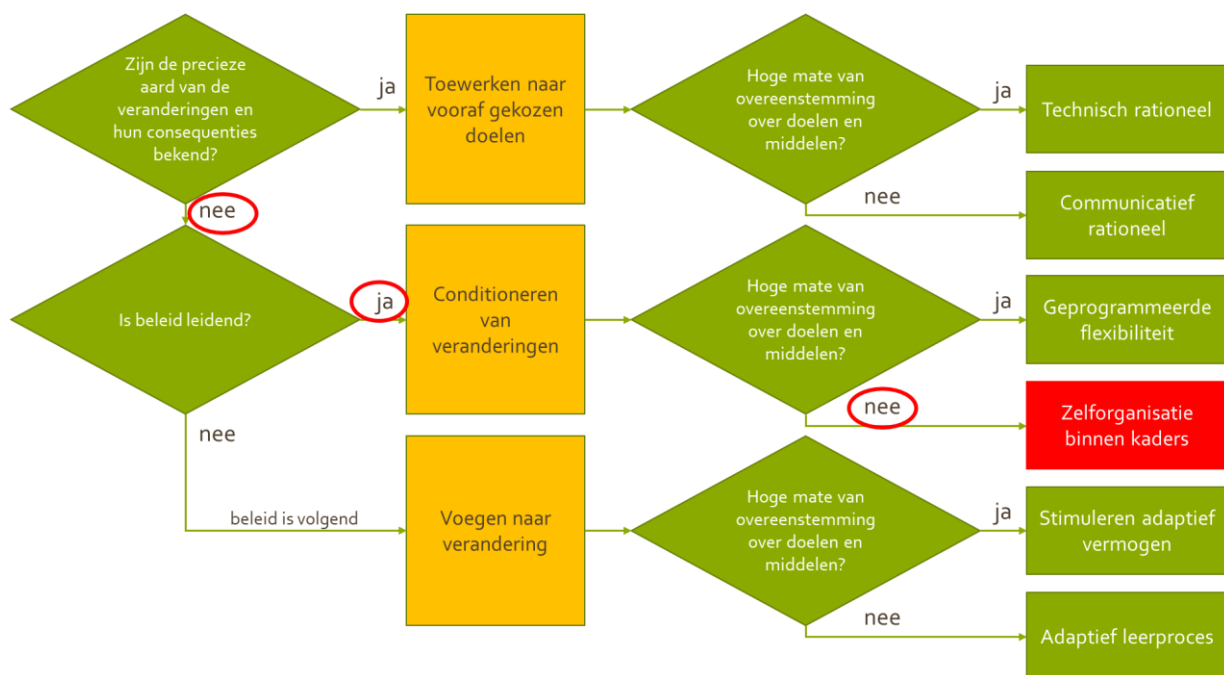 Zijn de precieze
aard van de
veranderingen en
hun consequenties
bekend?
ja
Toewerken naar
vooraf gekozen
doelen
Hoge mate van
overeenstemming
over doelen en
middelen?
ja
Technisch rationeel
nee
Communicatief
rationeel
nee
Is beleid leidend?
ja
Conditioneren
van
veranderingen
Hoge mate van
overeenstemming
over doelen en
middelen?
ja
Geprogrammeerde
flexibiliteit
nee
Zelforganisatie
binnen kaders
nee
beleid is volgend
Voegen naar
verandering
Hoge mate van
overeenstemming
over doelen en
middelen?
ja
Stimuleren adaptief
vermogen
nee
Adaptief leerproces